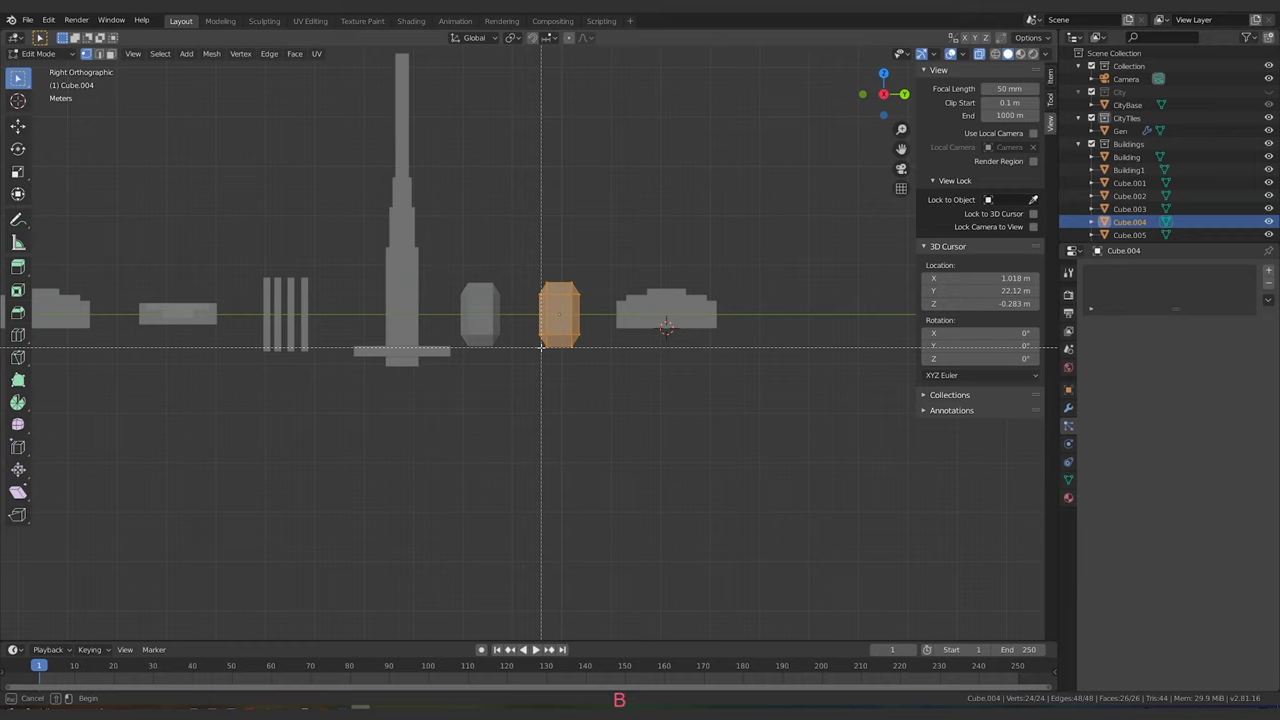 File Edit Render Window Help Layout Modeling Sculpting UV Editing Texture Paint Shading Animation Rendering Compositing Scripting + Scene View Layer
Edit Mode View Select Add Mesh Vertex Edge Face UV Global X Y Z Options
Right Orthographic
(1) Cube.004
Meters
Z
X
Y
View
Focal Length 50 mm
Clip Start 0.1 m
End 1000 m
Use Local Camera
Local Camera Camera
Render Region
View Lock
Lock to Object
Lock to 3D Cursor
Lock Camera to View
3D Cursor
Location:
X 1.018 m
Y 22.12 m
Z -0.283 m
Rotation:
X 0°
Y 0°
Z 0°
XYZ Euler
Collections
Annotations
Item
Tool
View
Scene Collection
Collection
Camera
City
CityBase
CityTiles
Gen
Buildings
Building
Building1
Cube.001
Cube.002
Cube.003
Cube.004
Cube.005
Cube.004
Playback Keying View Marker 1 Start 1 End 250
1 10 20 30 40 50 60 70 80 90 100 110 120 130 140 150 160 170 180 190 200 210 220 230 240 250
Cancel Begin B Cube.004 | Verts:24/24 | Edges:48/48 | Faces:26/26 | Tris:44 | Mem: 29.9 MiB | v2.81.16